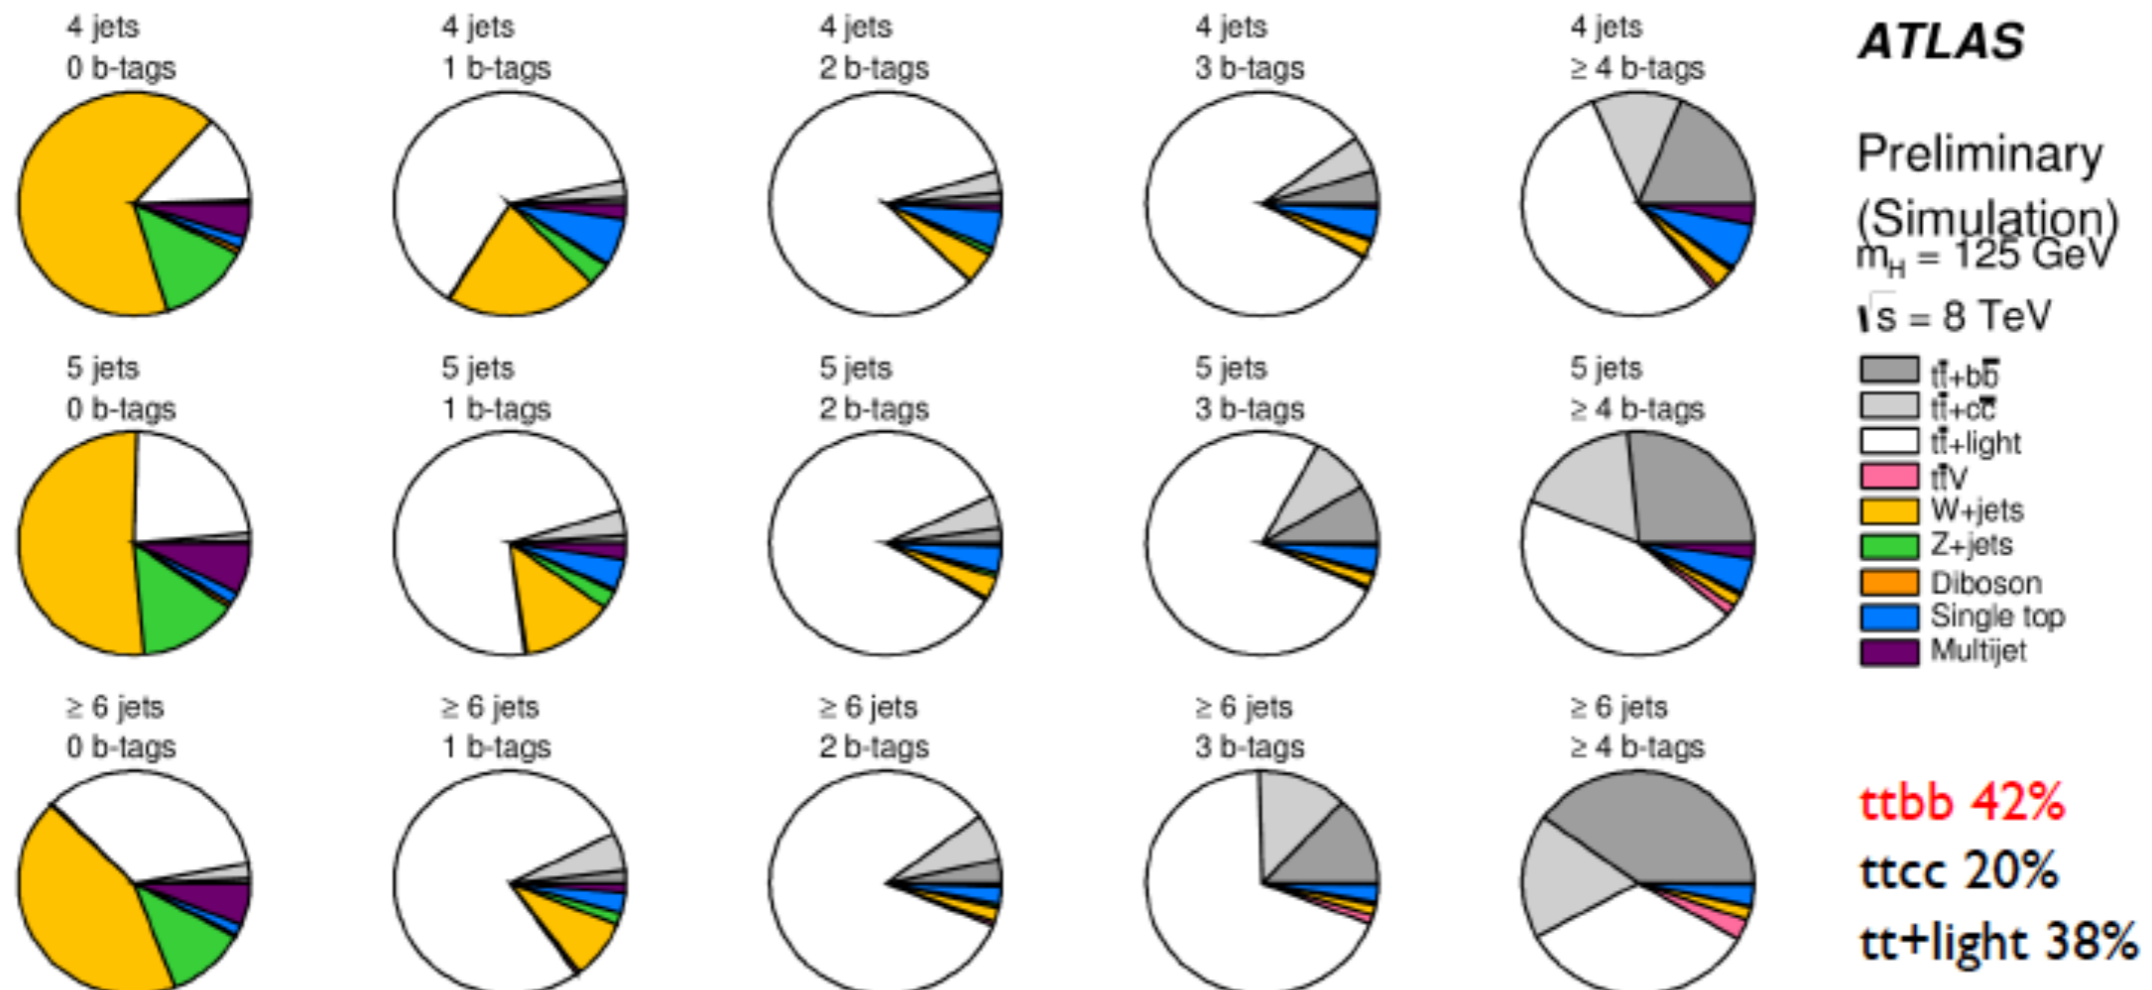 4 jets
0 b-tags
4 jets
1 b-tags
4 jets
2 b-tags
4 jets
3 b-tags
4 jets
≥ 4 b-tags
5 jets
0 b-tags
5 jets
1 b-tags
5 jets
2 b-tags
5 jets
3 b-tags
5 jets
≥ 4 b-tags
≥ 6 jets
0 b-tags
≥ 6 jets
1 b-tags
≥ 6 jets
2 b-tags
≥ 6 jets
3 b-tags
≥ 6 jets
≥ 4 b-tags
ATLAS
Preliminary
(Simulation)
m_H = 125 GeV
√s = 8 TeV
tt̄+bb̄
tt̄+cc̄
tt̄+light
tt̄V
W+jets
Z+jets
Diboson
Single top
Multijet
ttbb 42%
ttcc 20%
tt+light 38%